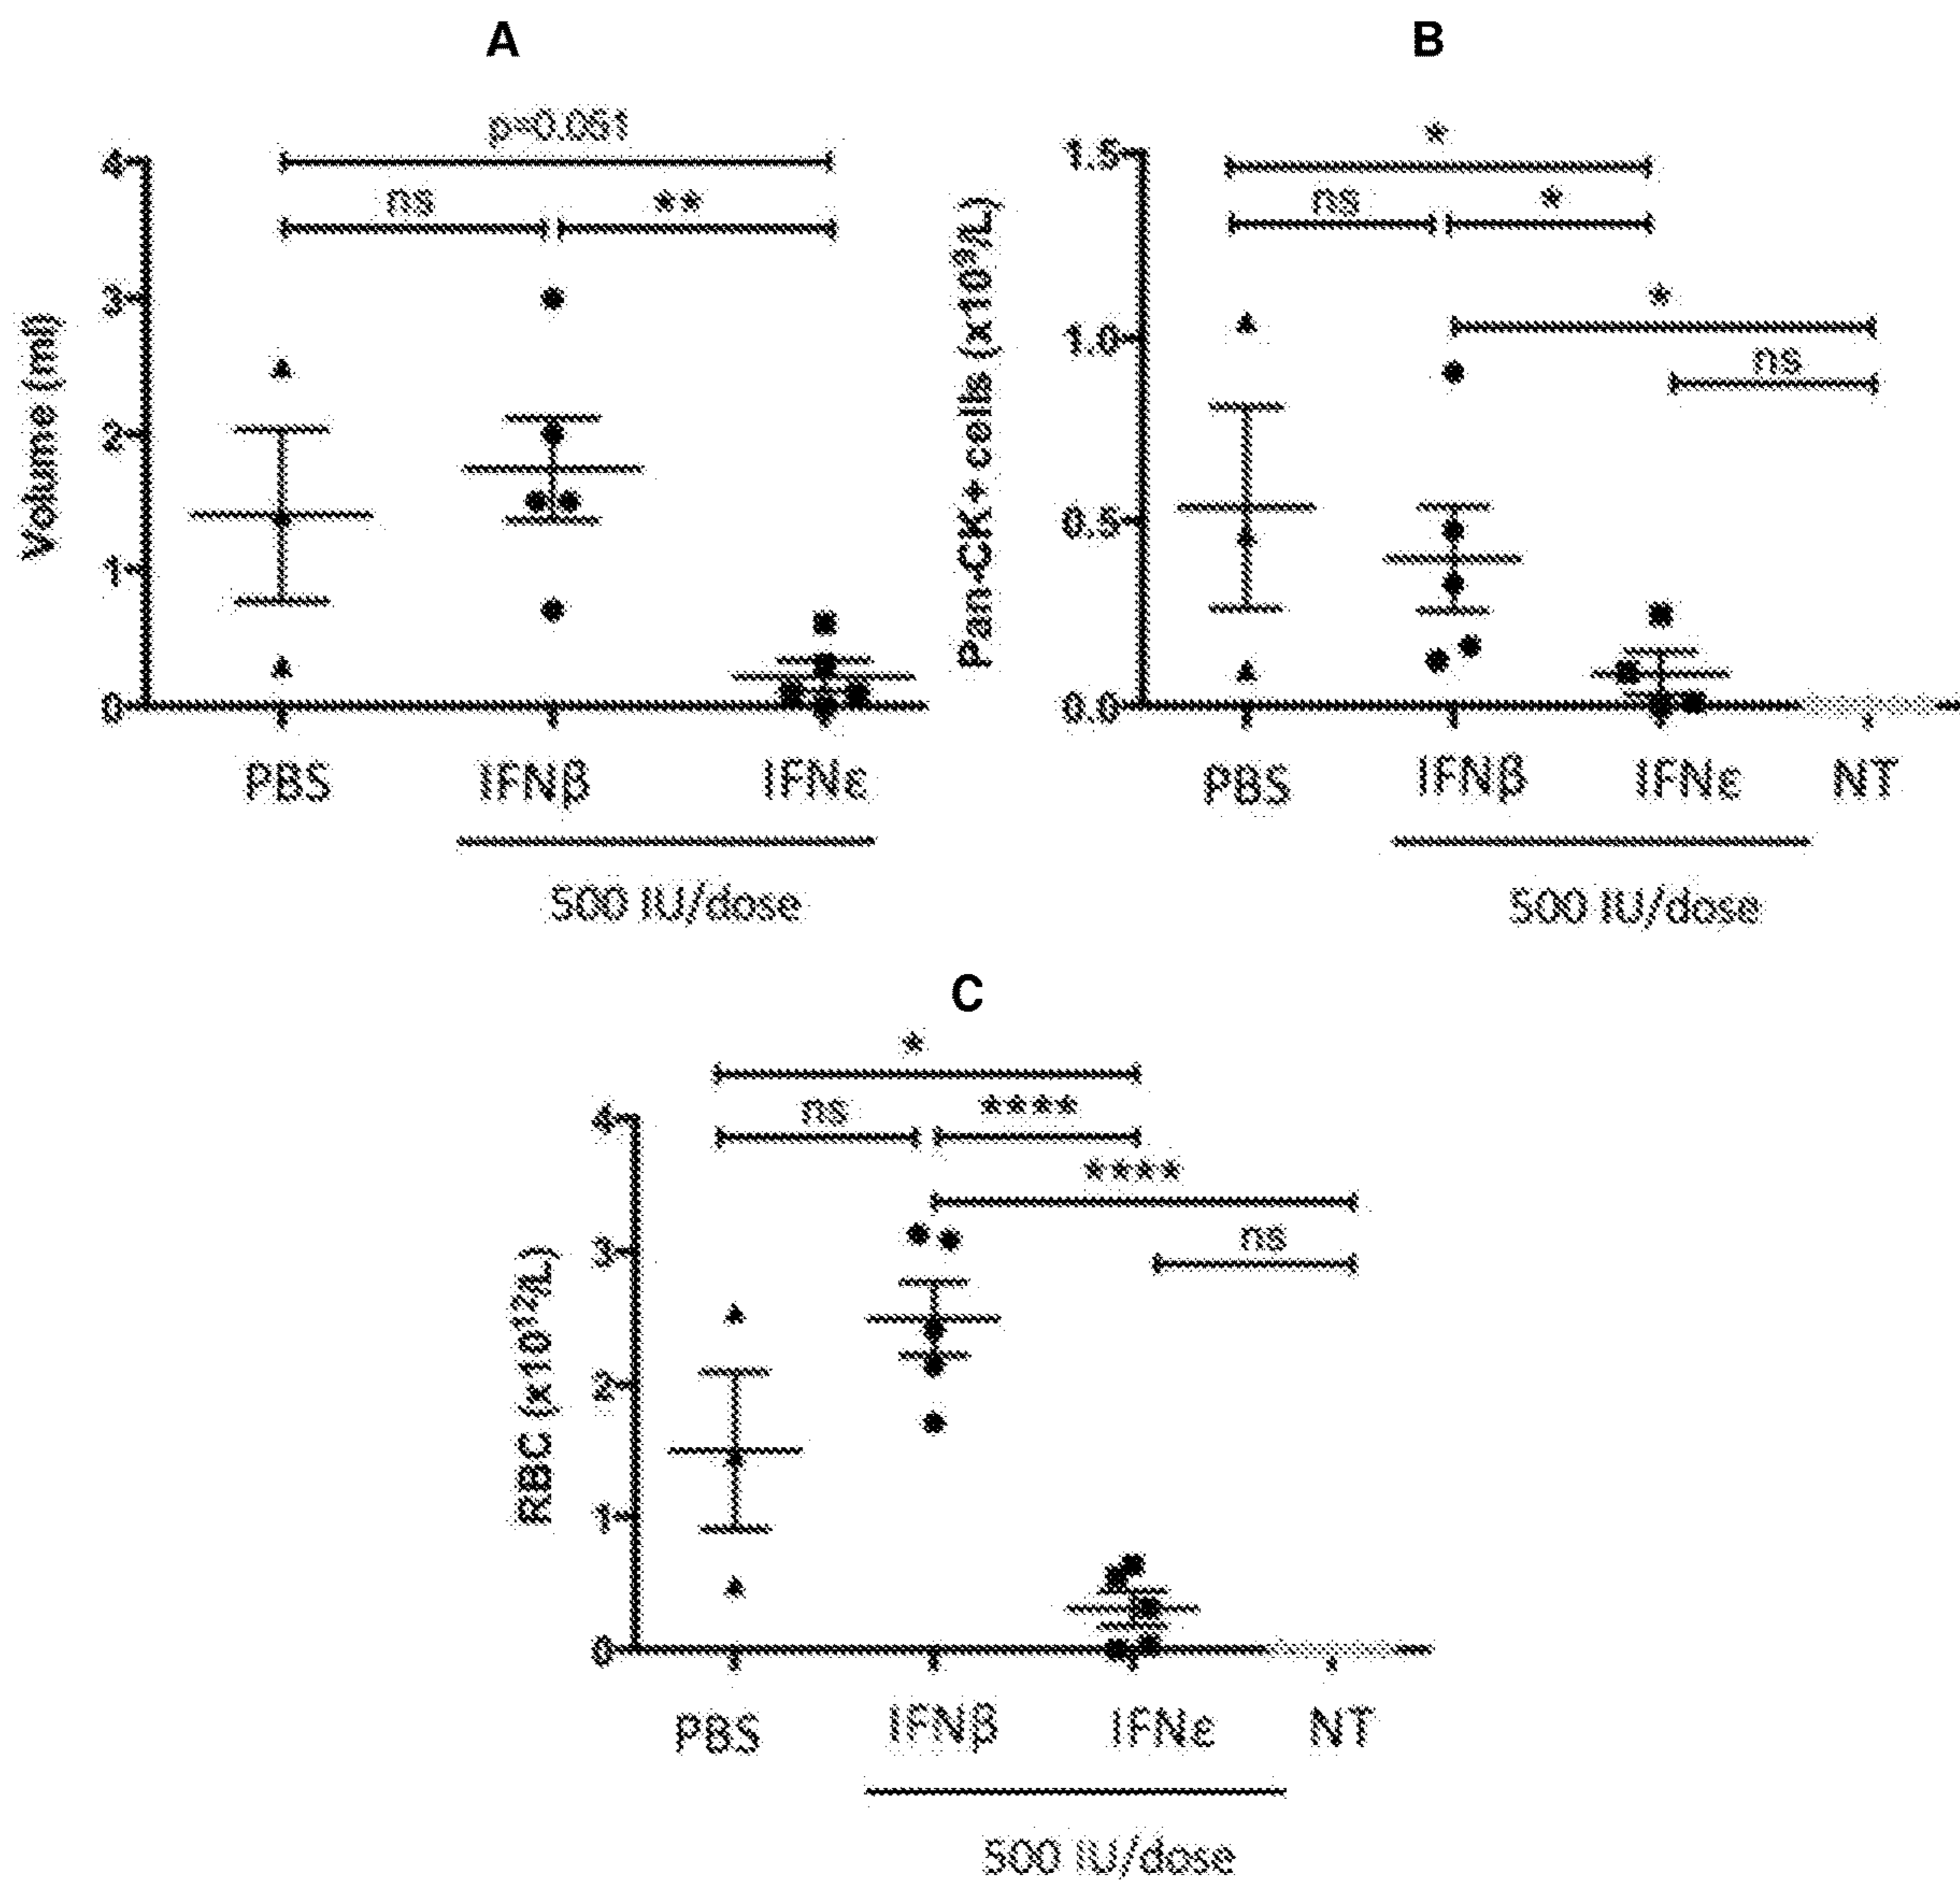 A
p=0.051
ns
**
4
3
2
1
0
Volume (ml)
PBS
IFNβ
IFNε
500 IU/dose
B
*
ns
*
*
ns
1.5
1.0
0.5
0.0
Pan-CK+ cells (x10⁹/L)
PBS
IFNβ
IFNε
NT
500 IU/dose
C
*
ns
****
****
ns
4
3
2
1
0
RBC (x10¹²/L)
PBS
IFNβ
IFNε
NT
500 IU/dose